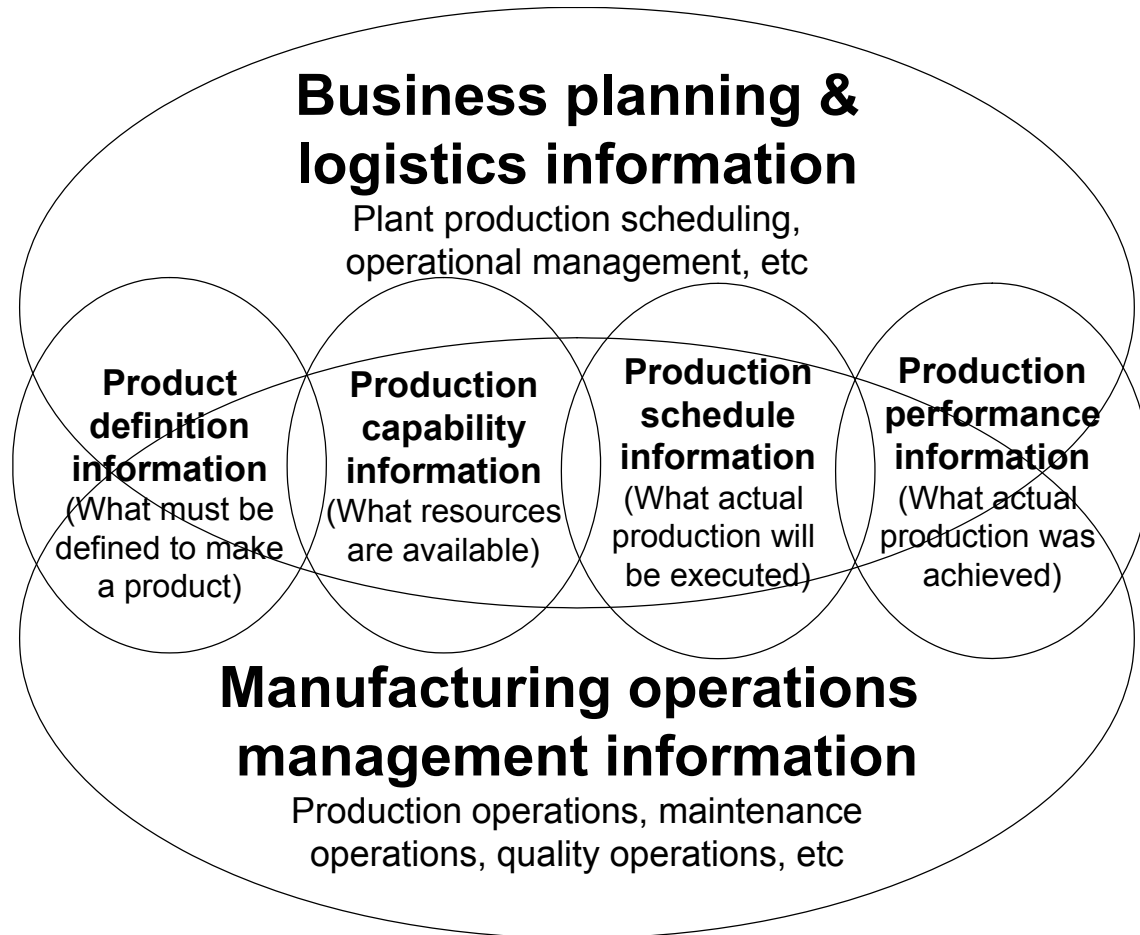 Business planning &
logistics information
Plant production scheduling,
operational management, etc
Product
definition
information
(What must be
defined to make
a product)
Production
capability
information
(What resources
are available)
Production
schedule
information
(What actual
production will
be executed)
Production
performance
information
(What actual
production was
achieved)
Manufacturing operations
management information
Production operations, maintenance
operations, quality operations, etc